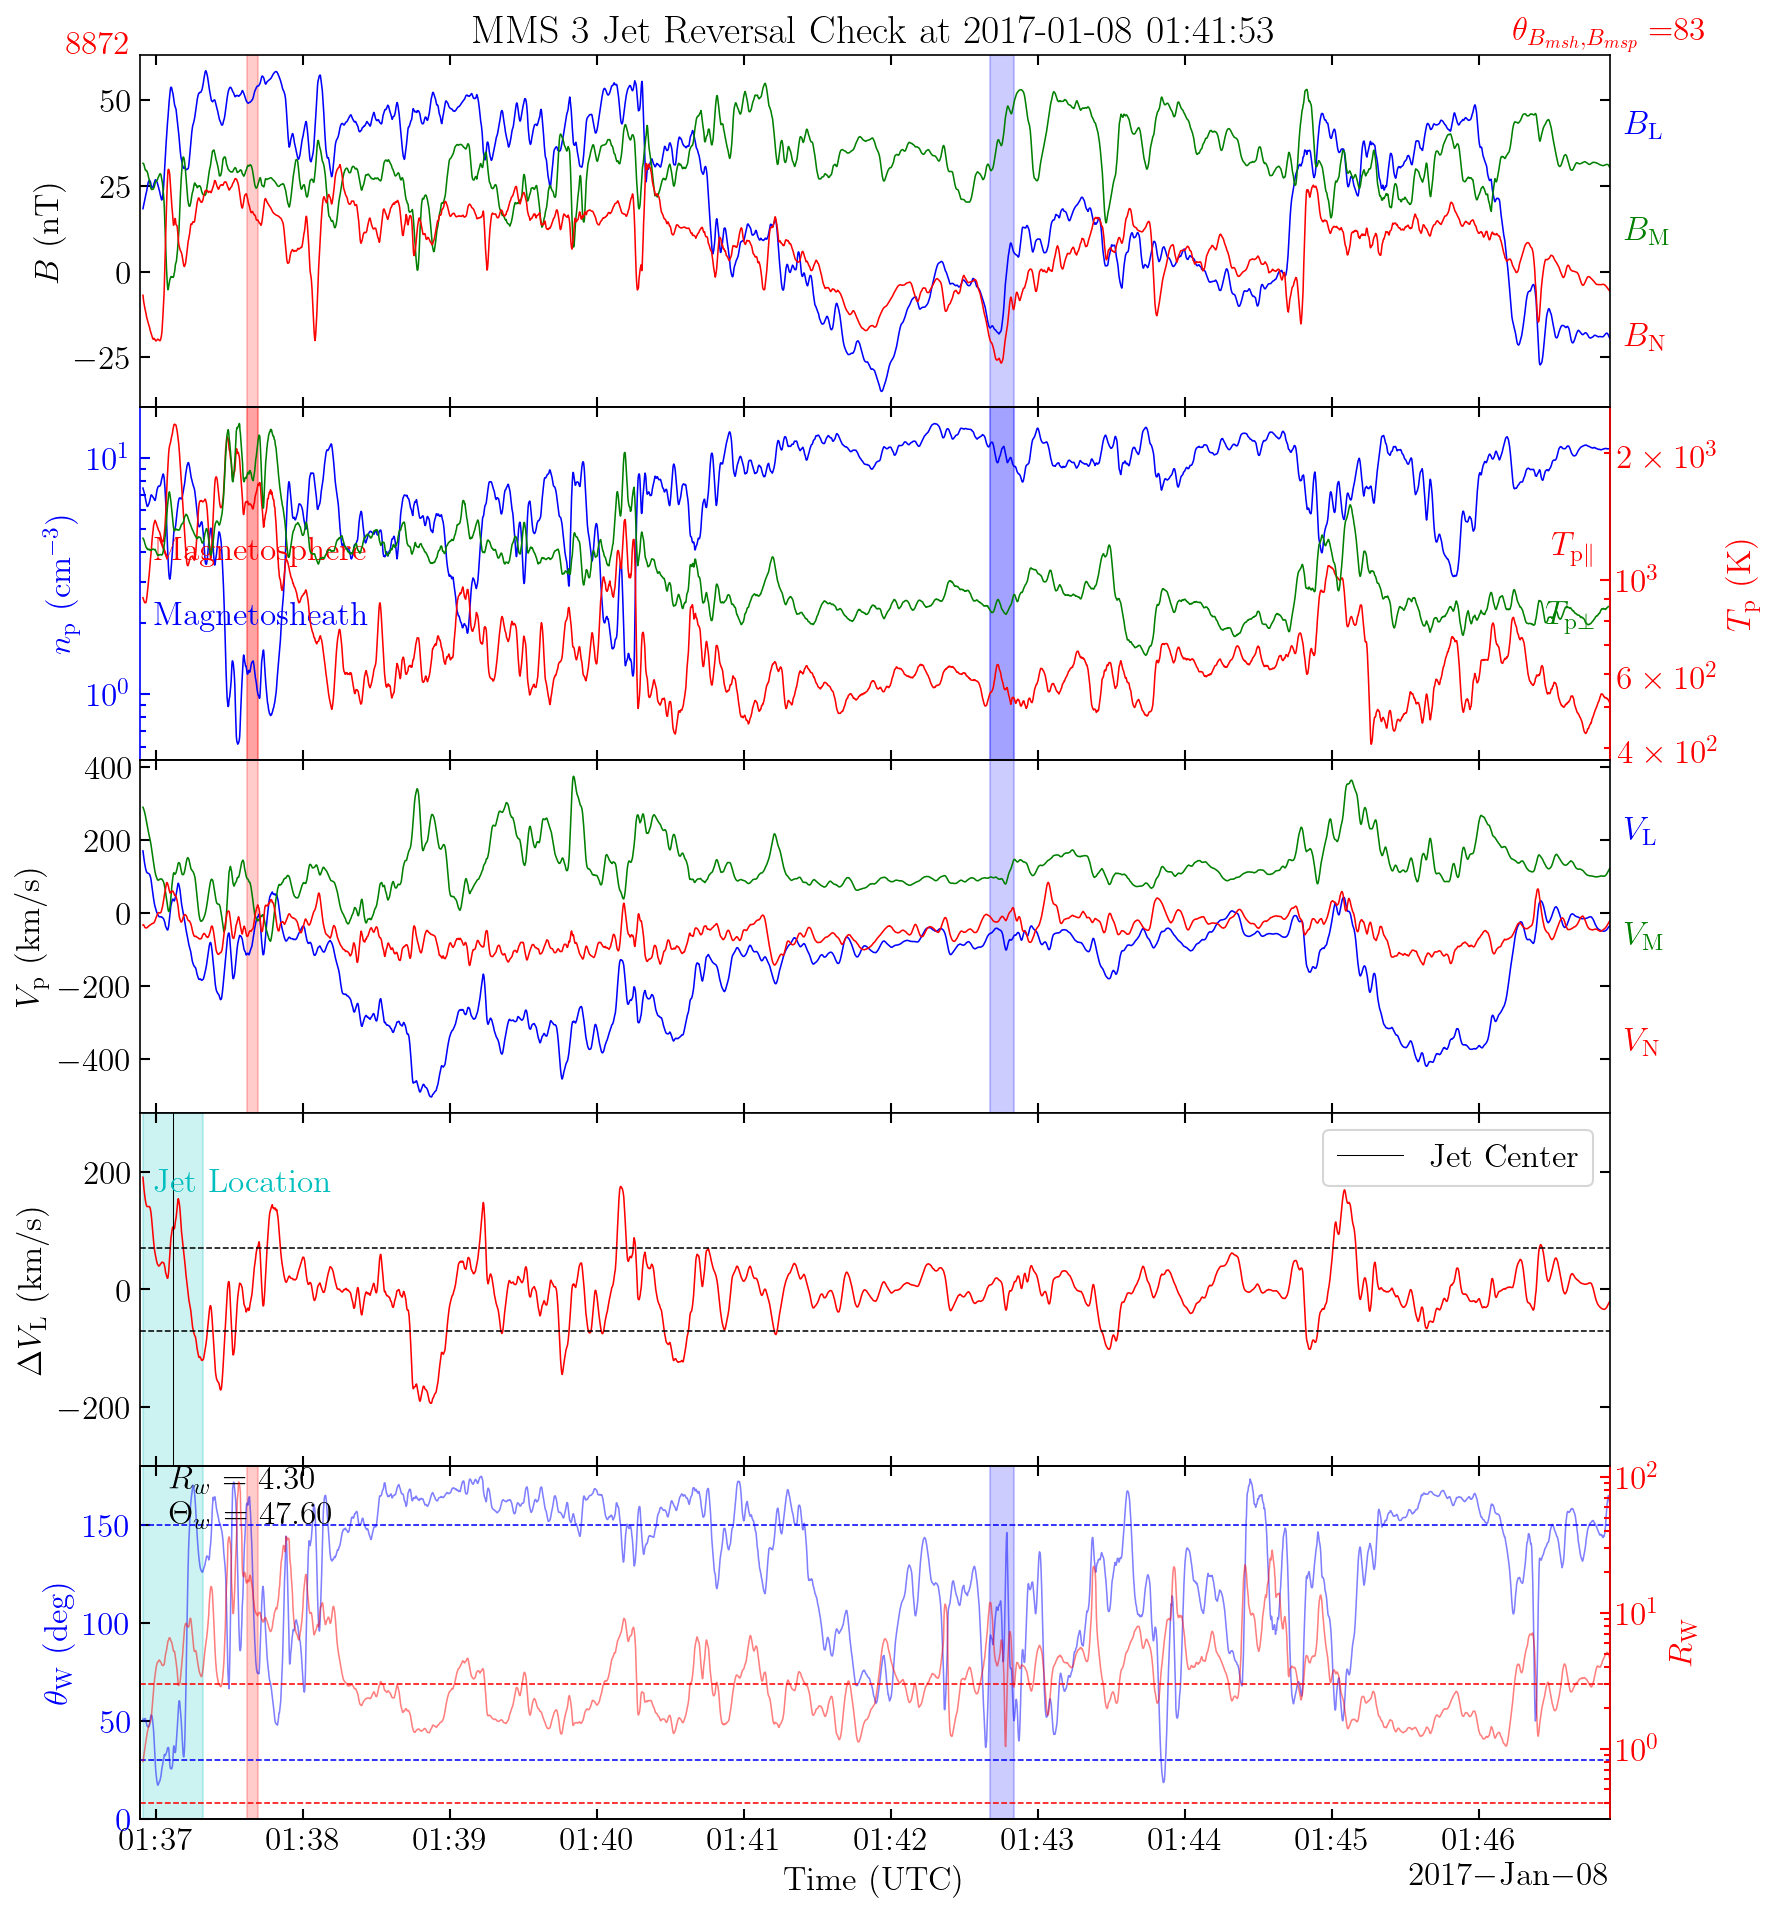 MMS 3 Jet Reversal Check at 2017-01-08 01:41:53
8872
θ_{B_{msh},B_{msp}} =83
50
25
0
−25
B (nT)
B_L
B_M
B_N
10^1
10^0
n_p (cm^{−3})
Magnetosphere
Magnetosheath
T_{p∥}
T_{p⊥}
2 × 10^3
10^3
6 × 10^2
4 × 10^2
T_p (K)
400
200
0
−200
−400
V_p (km/s)
V_L
V_M
V_N
200
0
−200
ΔV_L (km/s)
Jet Location
Jet Center
R_w = 4.30
Θ_w = 47.60
150
100
50
0
θ_W (deg)
10^2
10^1
10^0
R_W
01:37 01:38 01:39 01:40 01:41 01:42 01:43 01:44 01:45 01:46
Time (UTC)
2017−Jan−08